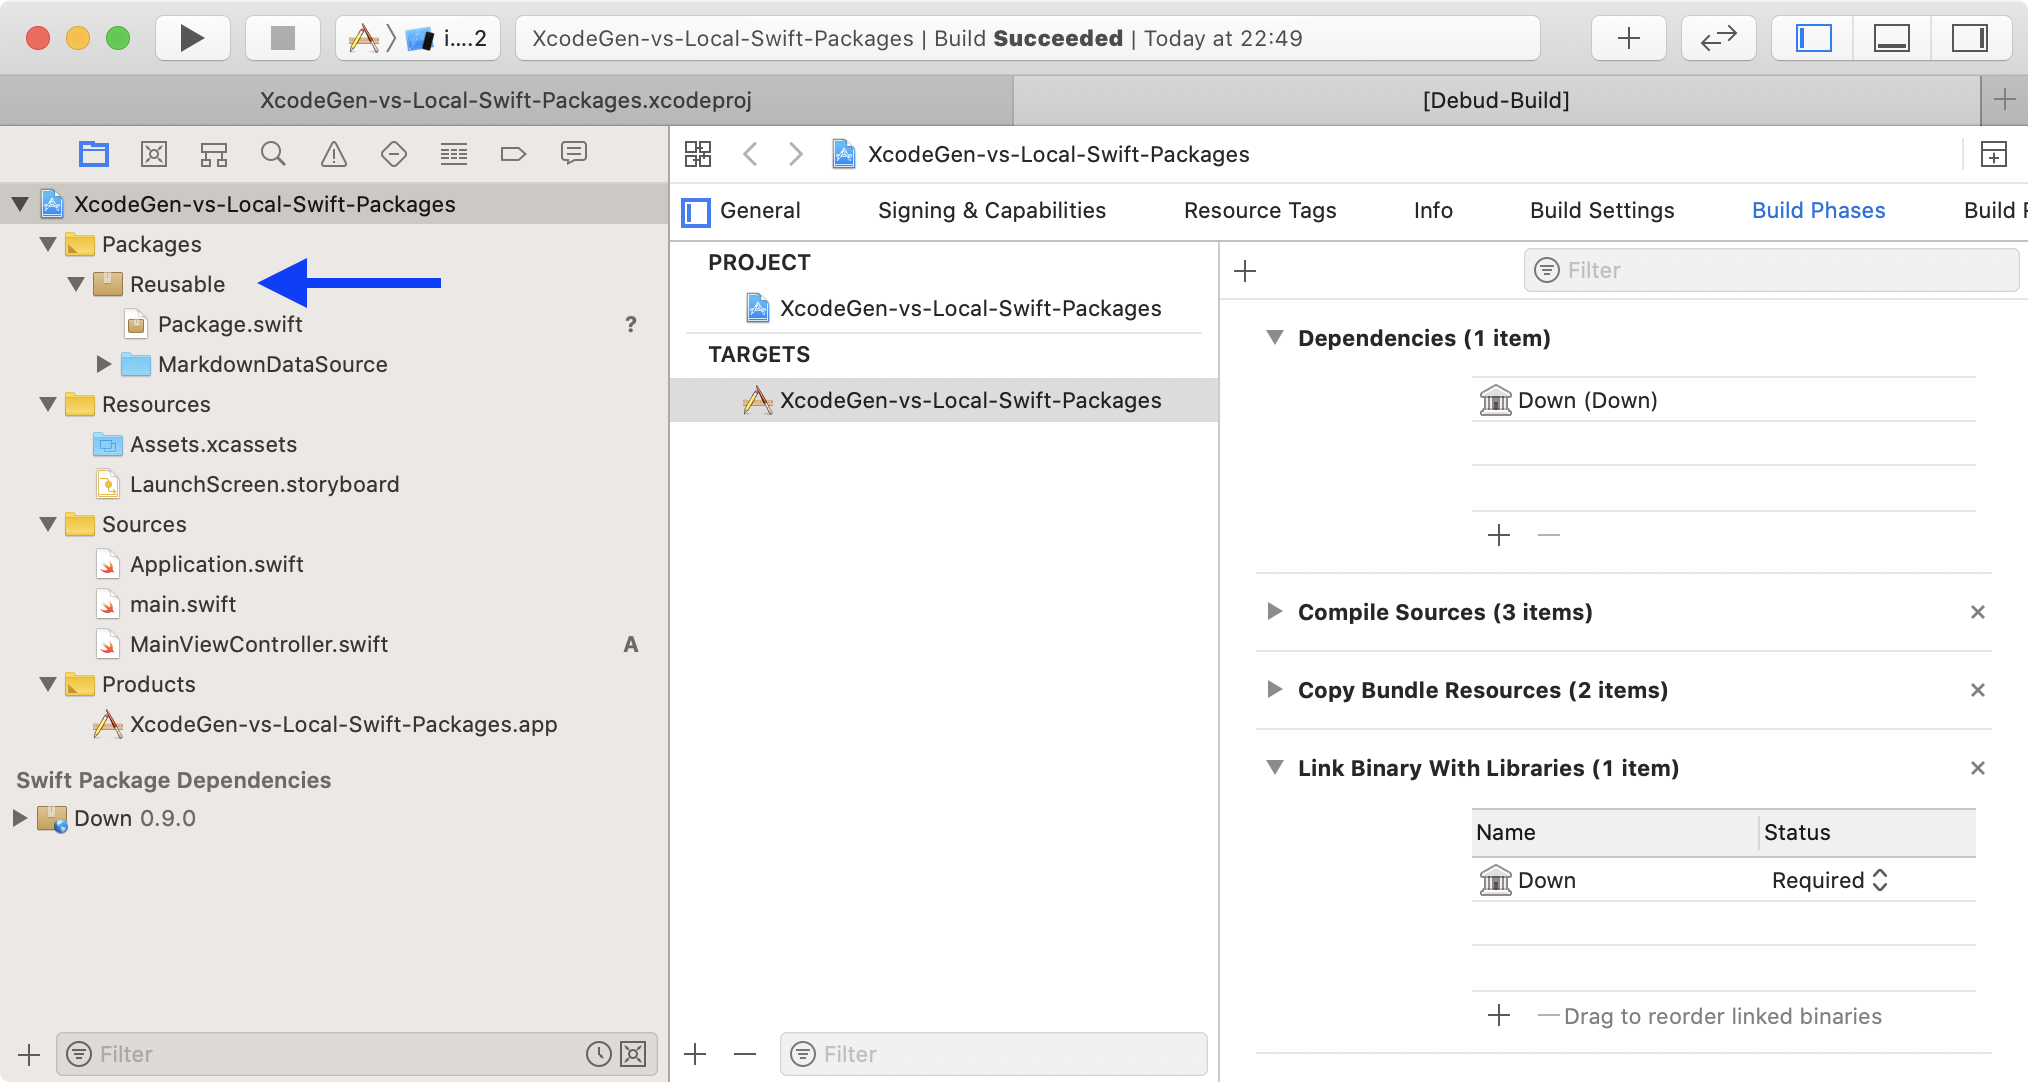 i....2
XcodeGen-vs-Local-Swift-Packages | Build Succeeded | Today at 22:49
XcodeGen-vs-Local-Swift-Packages.xcodeproj
[Debug-Build]
XcodeGen-vs-Local-Swift-Packages
General
Signing & Capabilities
Resource Tags
Info
Build Settings
Build Phases
Build
XcodeGen-vs-Local-Swift-Packages
Packages
Reusable
Package.swift ?
MarkdownDataSource
Resources
Assets.xcassets
LaunchScreen.storyboard
Sources
Application.swift
main.swift
MainViewController.swift A
Products
XcodeGen-vs-Local-Swift-Packages.app
Swift Package Dependencies
Down 0.9.0
Filter
PROJECT
XcodeGen-vs-Local-Swift-Packages
TARGETS
XcodeGen-vs-Local-Swift-Packages
Filter
Filter
Dependencies (1 item)
Down (Down)
Compile Sources (3 items)
Copy Bundle Resources (2 items)
Link Binary With Libraries (1 item)
Name Status
Down Required
Drag to reorder linked binaries